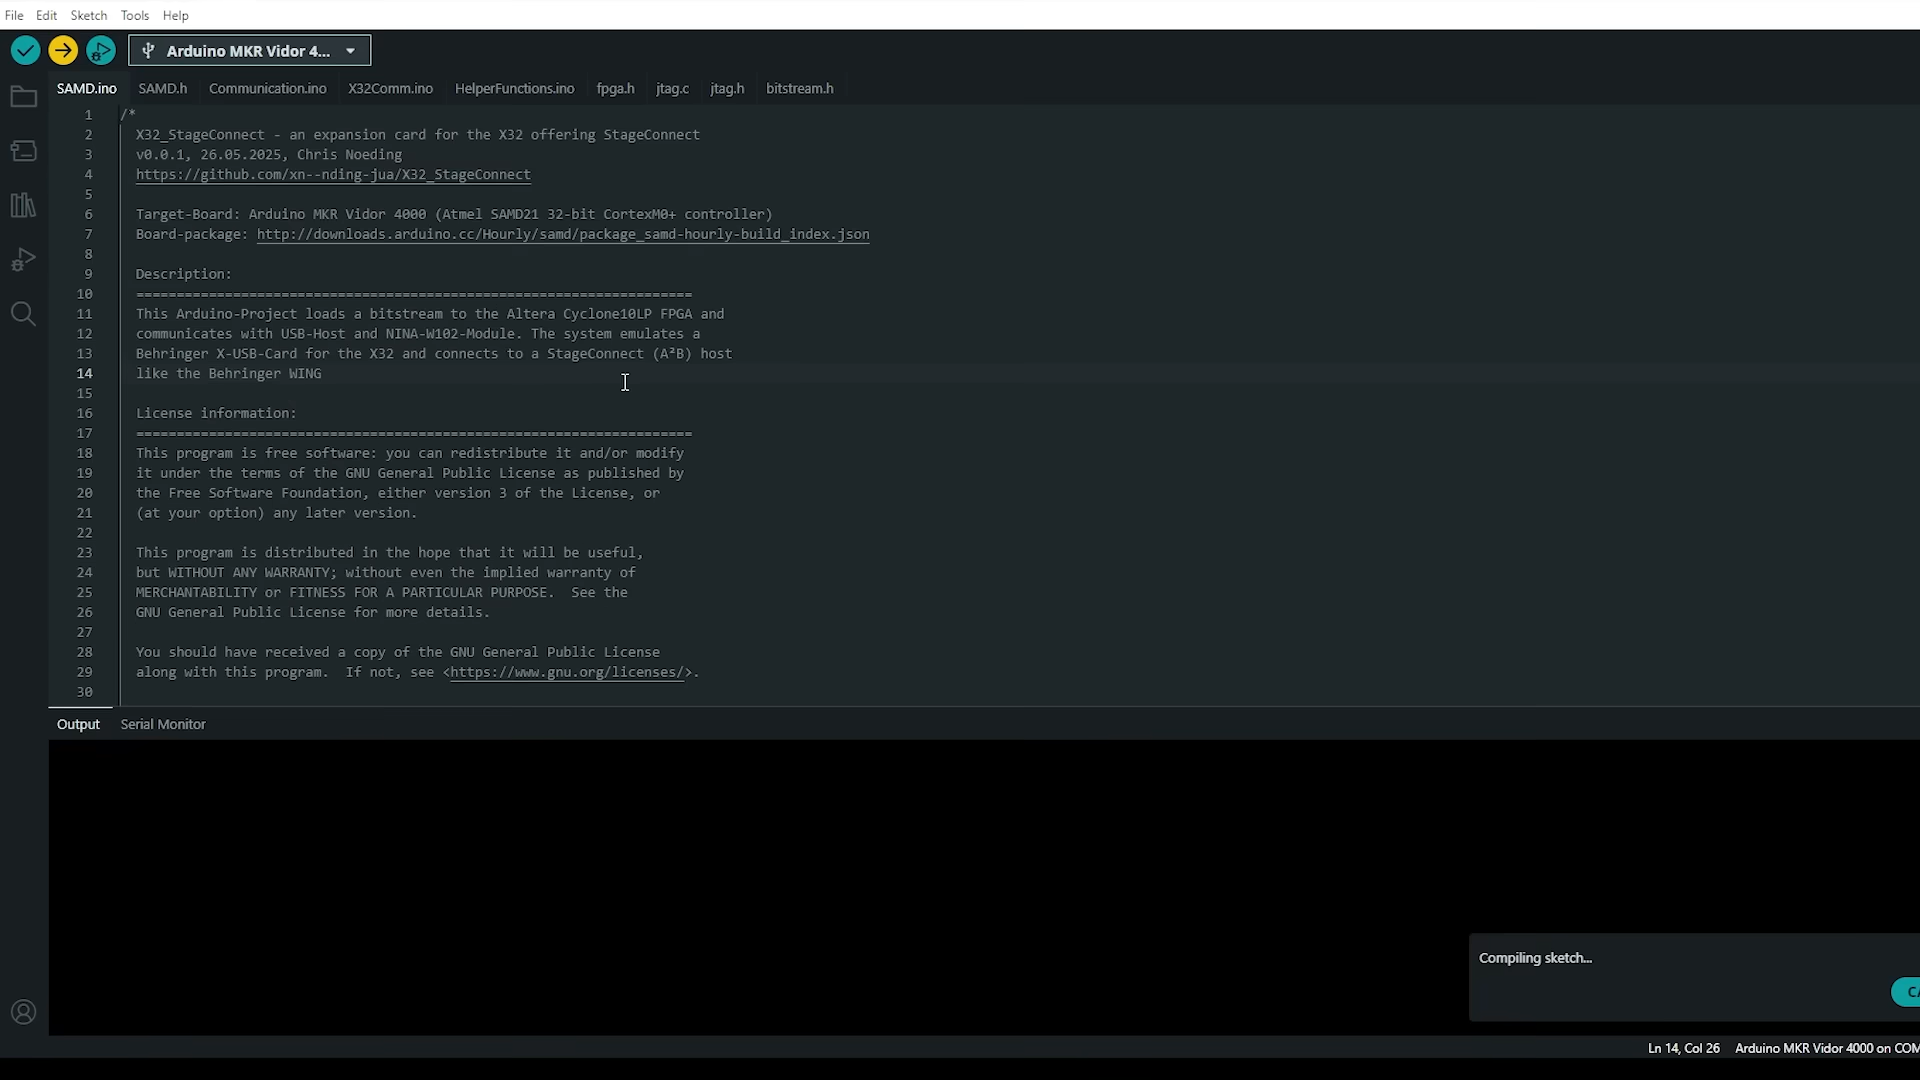 File Edit Sketch Tools Help
Arduino MKR Vidor 4...
SAMD.ino SAMD.h Communication.ino X32Comm.ino HelperFunctions.ino fpga.h jtag.c jtag.h bitstream.h
1 /*
2 X32_StageConnect - an expansion card for the X32 offering StageConnect
3 v0.0.1, 26.05.2025, Chris Noeding
4 https://github.com/xn--nding-jua/X32_StageConnect
5
6 Target-Board: Arduino MKR Vidor 4000 (Atmel SAMD21 32-bit CortexM0+ controller)
7 Board-package: http://downloads.arduino.cc/Hourly/samd/package_samd-hourly-build_index.json
8
9 Description:
10 =====================================================================
11 This Arduino-Project loads a bitstream to the Altera Cyclone10LP FPGA and
12 communicates with USB-Host and NINA-W102-Module. The system emulates a
13 Behringer X-USB-Card for the X32 and connects to a StageConnect (A²B) host
14 like the Behringer WING
15
16 License information:
17 =====================================================================
18 This program is free software: you can redistribute it and/or modify
19 it under the terms of the GNU General Public License as published by
20 the Free Software Foundation, either version 3 of the License, or
21 (at your option) any later version.
22
23 This program is distributed in the hope that it will be useful,
24 but WITHOUT ANY WARRANTY; without even the implied warranty of
25 MERCHANTABILITY or FITNESS FOR A PARTICULAR PURPOSE.  See the
26 GNU General Public License for more details.
27
28 You should have received a copy of the GNU General Public License
29 along with this program.  If not, see <https://www.gnu.org/licenses/>.
30
Output Serial Monitor
Compiling sketch...
CA
Ln 14, Col 26 Arduino MKR Vidor 4000 on COM